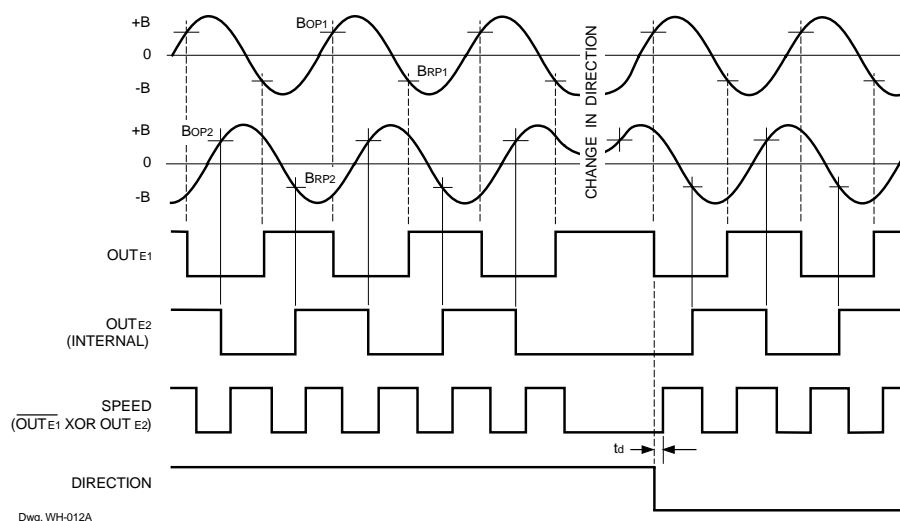 +B
0
-B
BOP1
BRP1
CHANGE IN DIRECTION
+B
0
-B
BOP2
BRP2
OUTE1
OUTE2
(INTERNAL)
SPEED
(OUTE1 XOR OUT E2)
td
DIRECTION
Dwg. WH-012A